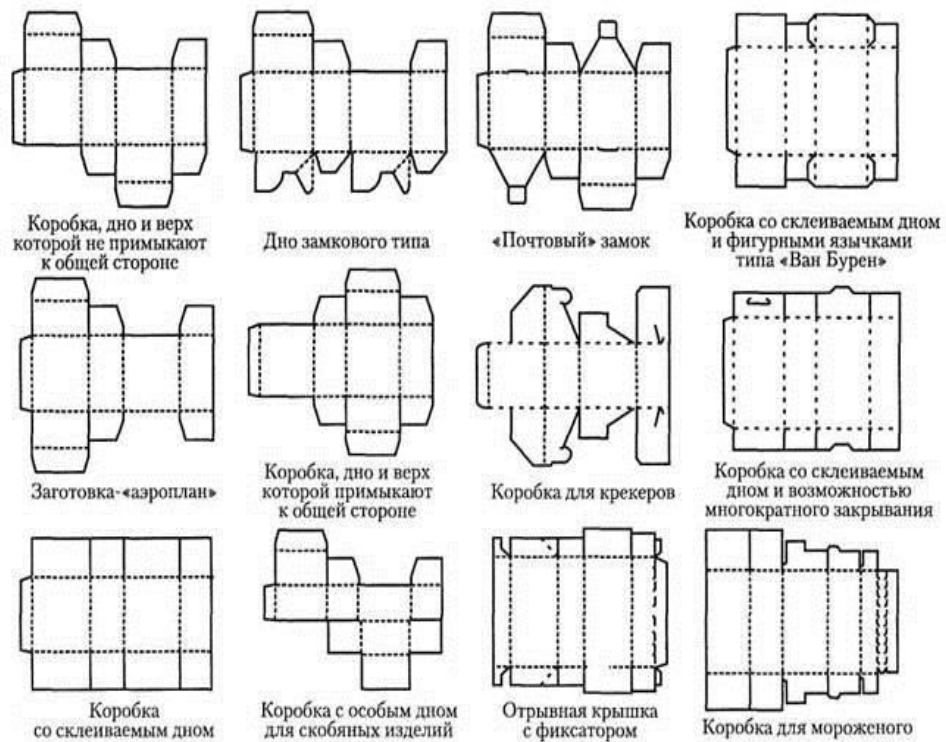 Коробка, дно и верх
которой не примыкают
к общей стороне
Дно замкового типа
«Почтовый» замок
Коробка со склеиваемым дном
и фигурными язычками
типа «Ван Бурен»
Заготовка-«аэроплан»
Коробка, дно и верх
которой примыкают
к общей стороне
Коробка для крекеров
Коробка со склеиваемым
дном и возможностью
многократного закрывания
Коробка
со склеиваемым дном
Коробка с особым дном
для скобяных изделий
Отрывная крышка
с фиксатором
Коробка для мороженого